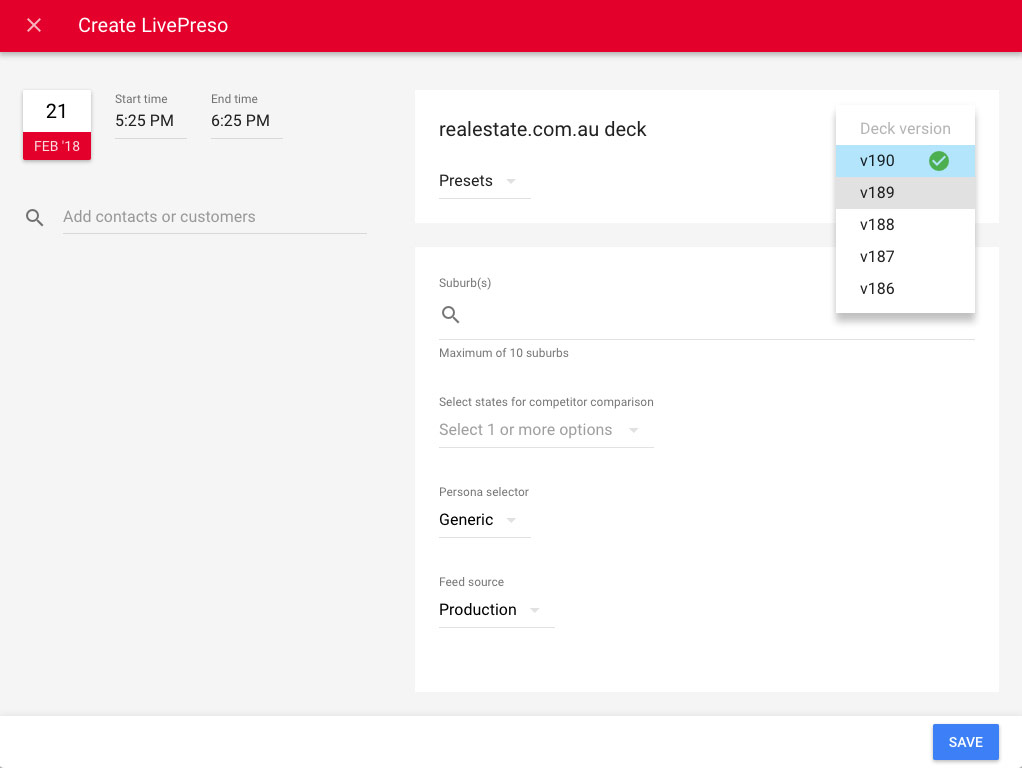 Create LivePreso
21
FEB '18
Start time
5:25 PM
End time
6:25 PM
Add contacts or customers
realestate.com.au deck
Presets
Deck version
v190
v189
v188
v187
v186
Suburb(s)
Maximum of 10 suburbs
Select states for competitor comparison
Select 1 or more options
Persona selector
Generic
Feed source
Production
SAVE